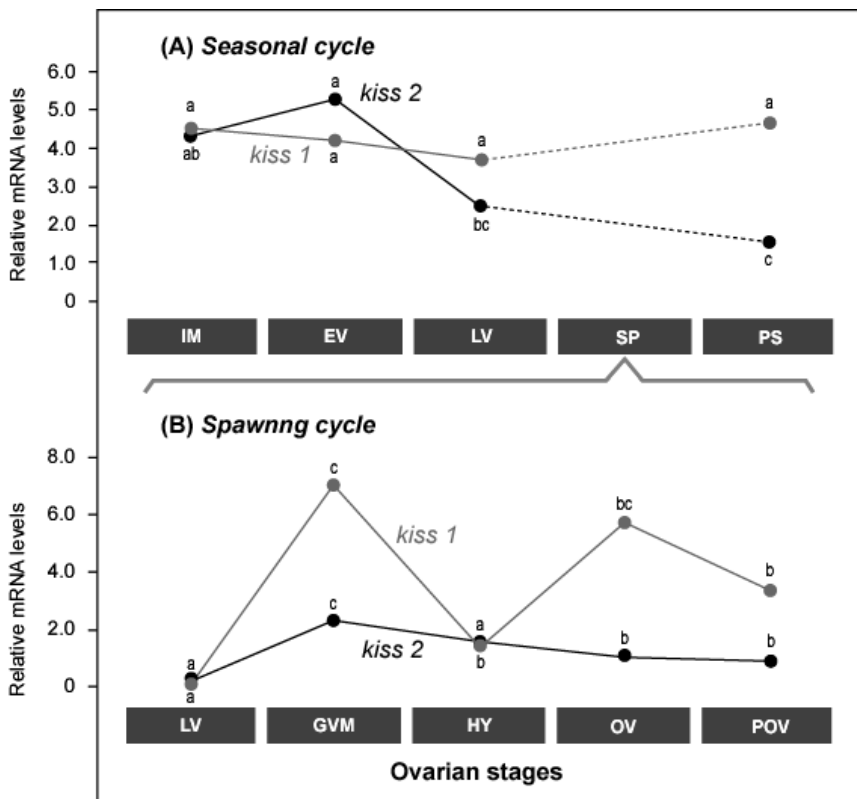 (A) Seasonal cycle
Relative mRNA levels
6.0
5.0
4.0
3.0
2.0
1.0
0
a
ab
a
kiss 2
kiss 1
a
a
bc
a
c
IM EV LV SP PS
(B) Spawnng cycle
Relative mRNA levels
8.0
6.0
4.0
2.0
0
a
a
c
kiss 1
c
kiss 2
a
b
bc
b
b
b
LV GVM HY OV POV
Ovarian stages